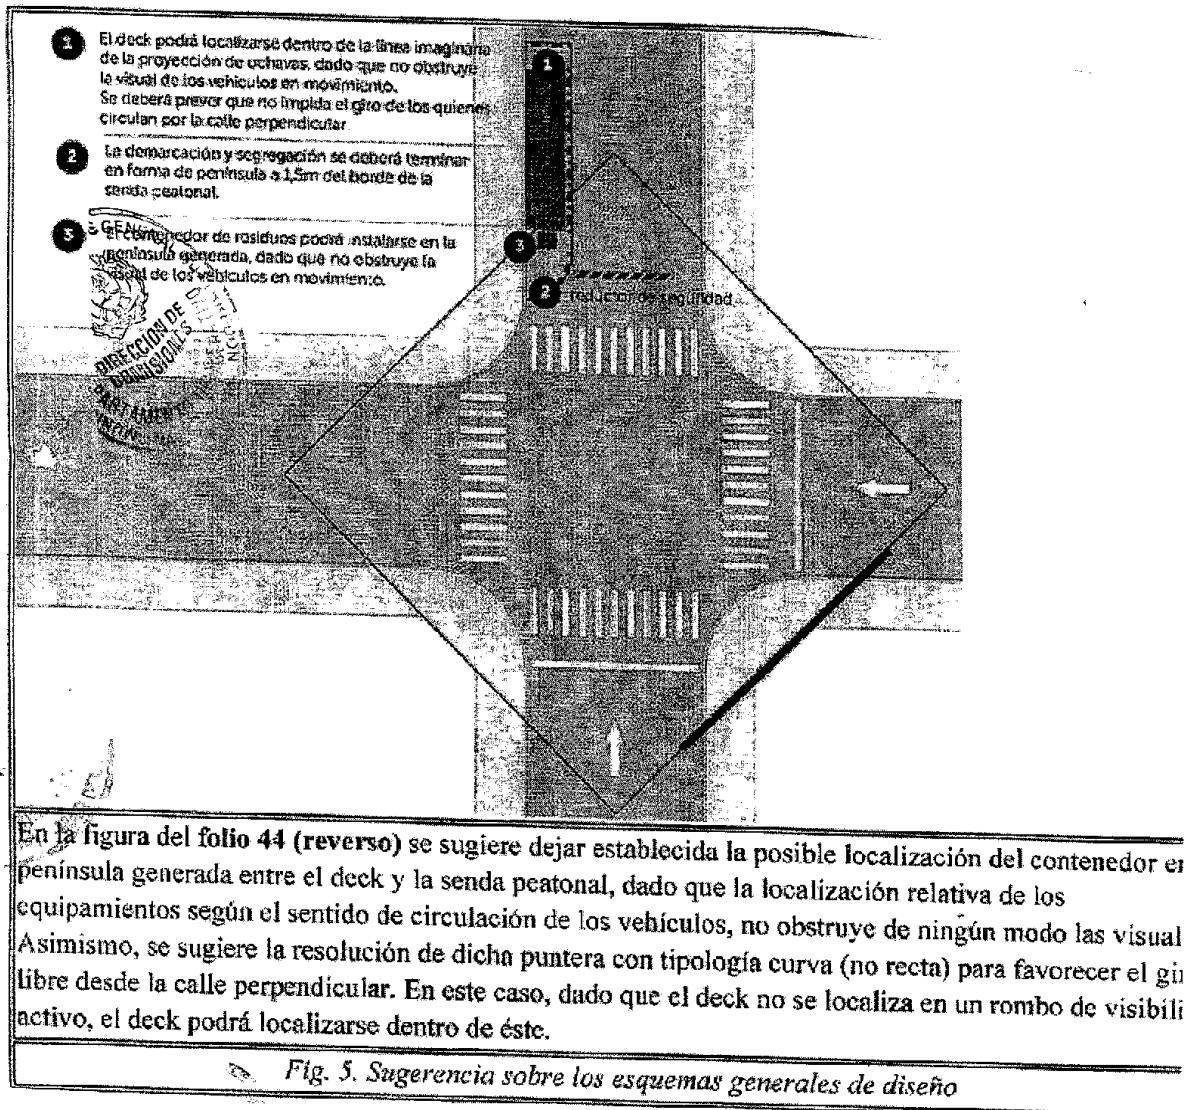 1 El deck podrá localizarse dentro de la línea imaginaria
de la proyección de ochavas, dado que no obstruye
la visual de los vehículos en movimiento.
Se deberá prever que no impida el giro de los quienes
circulan por la calle perpendicular
2 La demarcación y segregación se deberá terminar
en forma de península a 1,5m del borde de la
senda peatonal.
3 El contenedor de residuos podrá instalarse en la
península generada, dado que no obstruye la
visual de los vehículos en movimiento.
1
3
2
reductor de seguridad
DIRECCION DE
En la figura del folio 44 (reverso) se sugiere dejar establecida la posible localización del contenedor en
península generada entre el deck y la senda peatonal, dado que la localización relativa de los
equipamientos según el sentido de circulación de los vehículos, no obstruye de ningún modo las visual
Asimismo, se sugiere la resolución de dicha puntera con tipología curva (no recta) para favorecer el gi
libre desde la calle perpendicular. En este caso, dado que el deck no se localiza en un rombo de visibili
activo, el deck podrá localizarse dentro de éste.
Fig. 5. Sugerencia sobre los esquemas generales de diseño